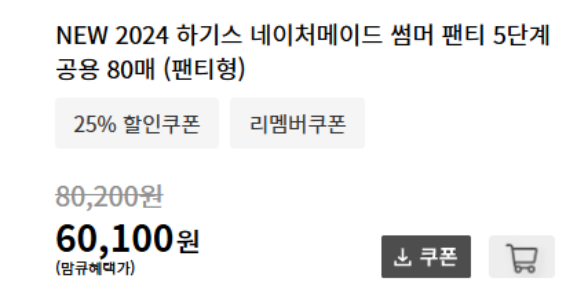 NEW 2024 하기스 네이처메이드 썸머 팬티 5단계
공용 80매 (팬티형)
25% 할인쿠폰 리멤버쿠폰
80,200원
60,100원
(맘큐혜택가)
쿠폰